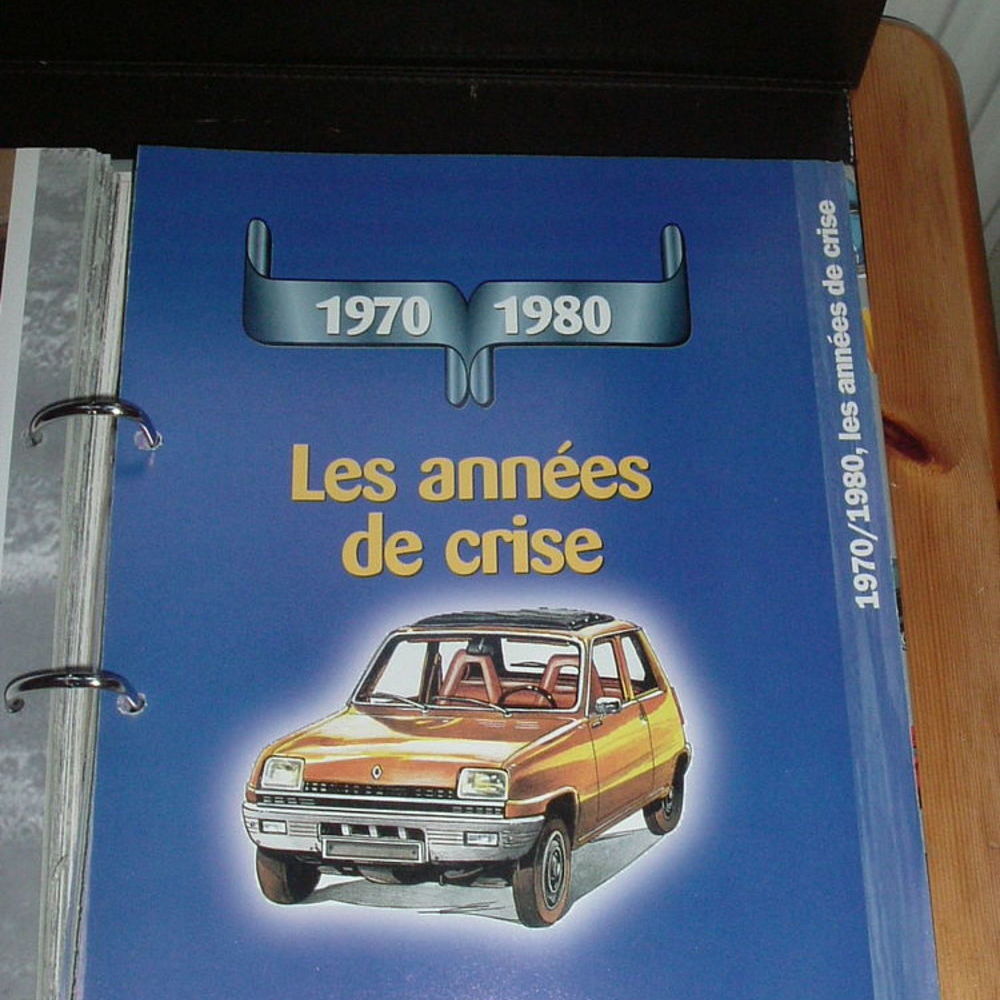 1970 1980
Les années
de crise
1970/1980, les années de crise